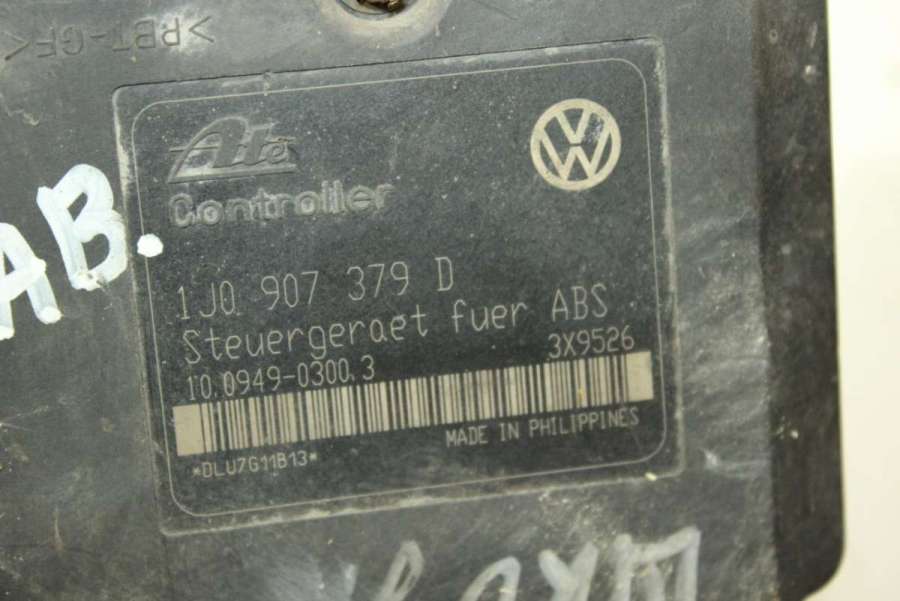 >PBT-GF<
Ate
Controller
AB.
1J0 907 379 D
Steuergeraet fuer ABS
10.0949-0300.3 3X9526
MADE IN PHILIPPINES
*DLU7G11B13*